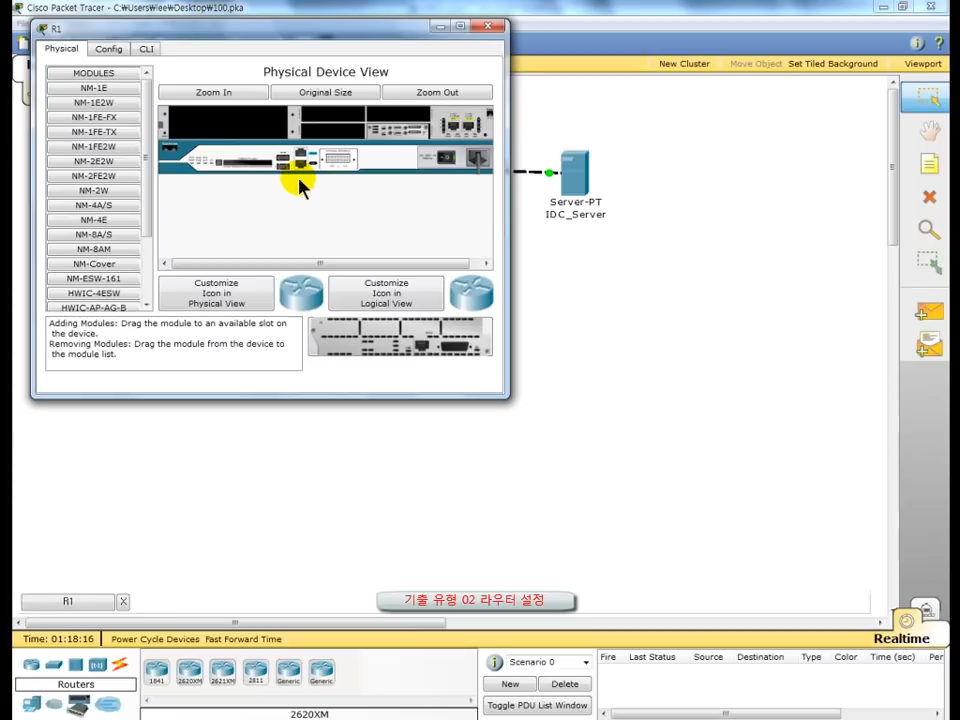 Cisco Packet Tracer - C:￦Users￦lee￦Desktop￦100.pka
R1
Physical
Config
CLI
MODULES
NM-1E
NM-1E2W
NM-1FE-FX
NM-1FE-TX
NM-1FE2W
NM-2E2W
NM-2FE2W
NM-2W
NM-4A/S
NM-4E
NM-8A/S
NM-8AM
NM-Cover
NM-ESW-161
HWIC-4ESW
HWIC-AP-AG-B
Physical Device View
Zoom In
Original Size
Zoom Out
Customize
Icon in
Physical View
Customize
Icon in
Logical View
Adding Modules: Drag the module to an available slot on
the device.
Removing Modules: Drag the module from the device to
the module list.
New Cluster
Move Object
Set Tiled Background
Viewport
Server-PT
IDC_Server
R1
X
기출 유형 02 라우터 설정
Time: 01:18:16
Power Cycle Devices
Fast Forward Time
Realtime
Routers
1841
2620XM
2621XM
2811
Generic
Generic
2620XM
Scenario 0
New
Delete
Toggle PDU List Window
Fire
Last Status
Source
Destination
Type
Color
Time (sec)
Per